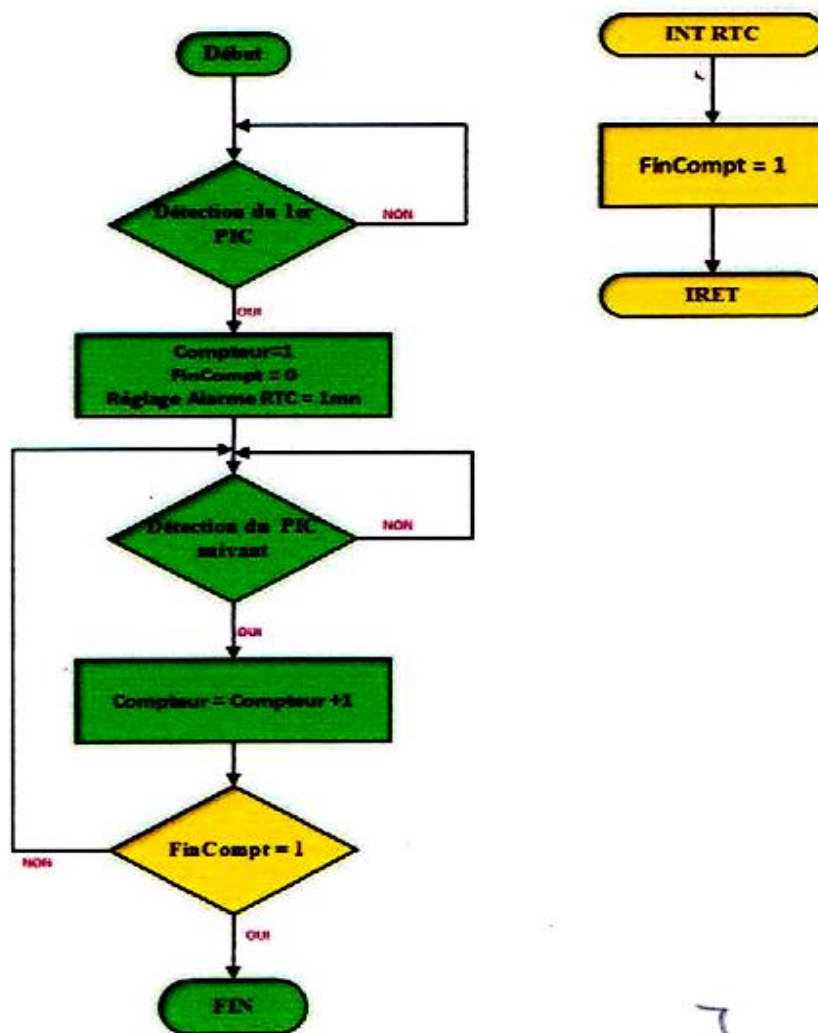 Début
Détection du 1er
PIC
NON
OUI
Compteur=1
FinCompt = 0
Réglage Alarme RTC = 1mn
Détection du PIC
suivant
NON
OUI
Compteur = Compteur +1
FinCompt = 1
NON
OUI
FIN
INT RTC
FinCompt = 1
IRET